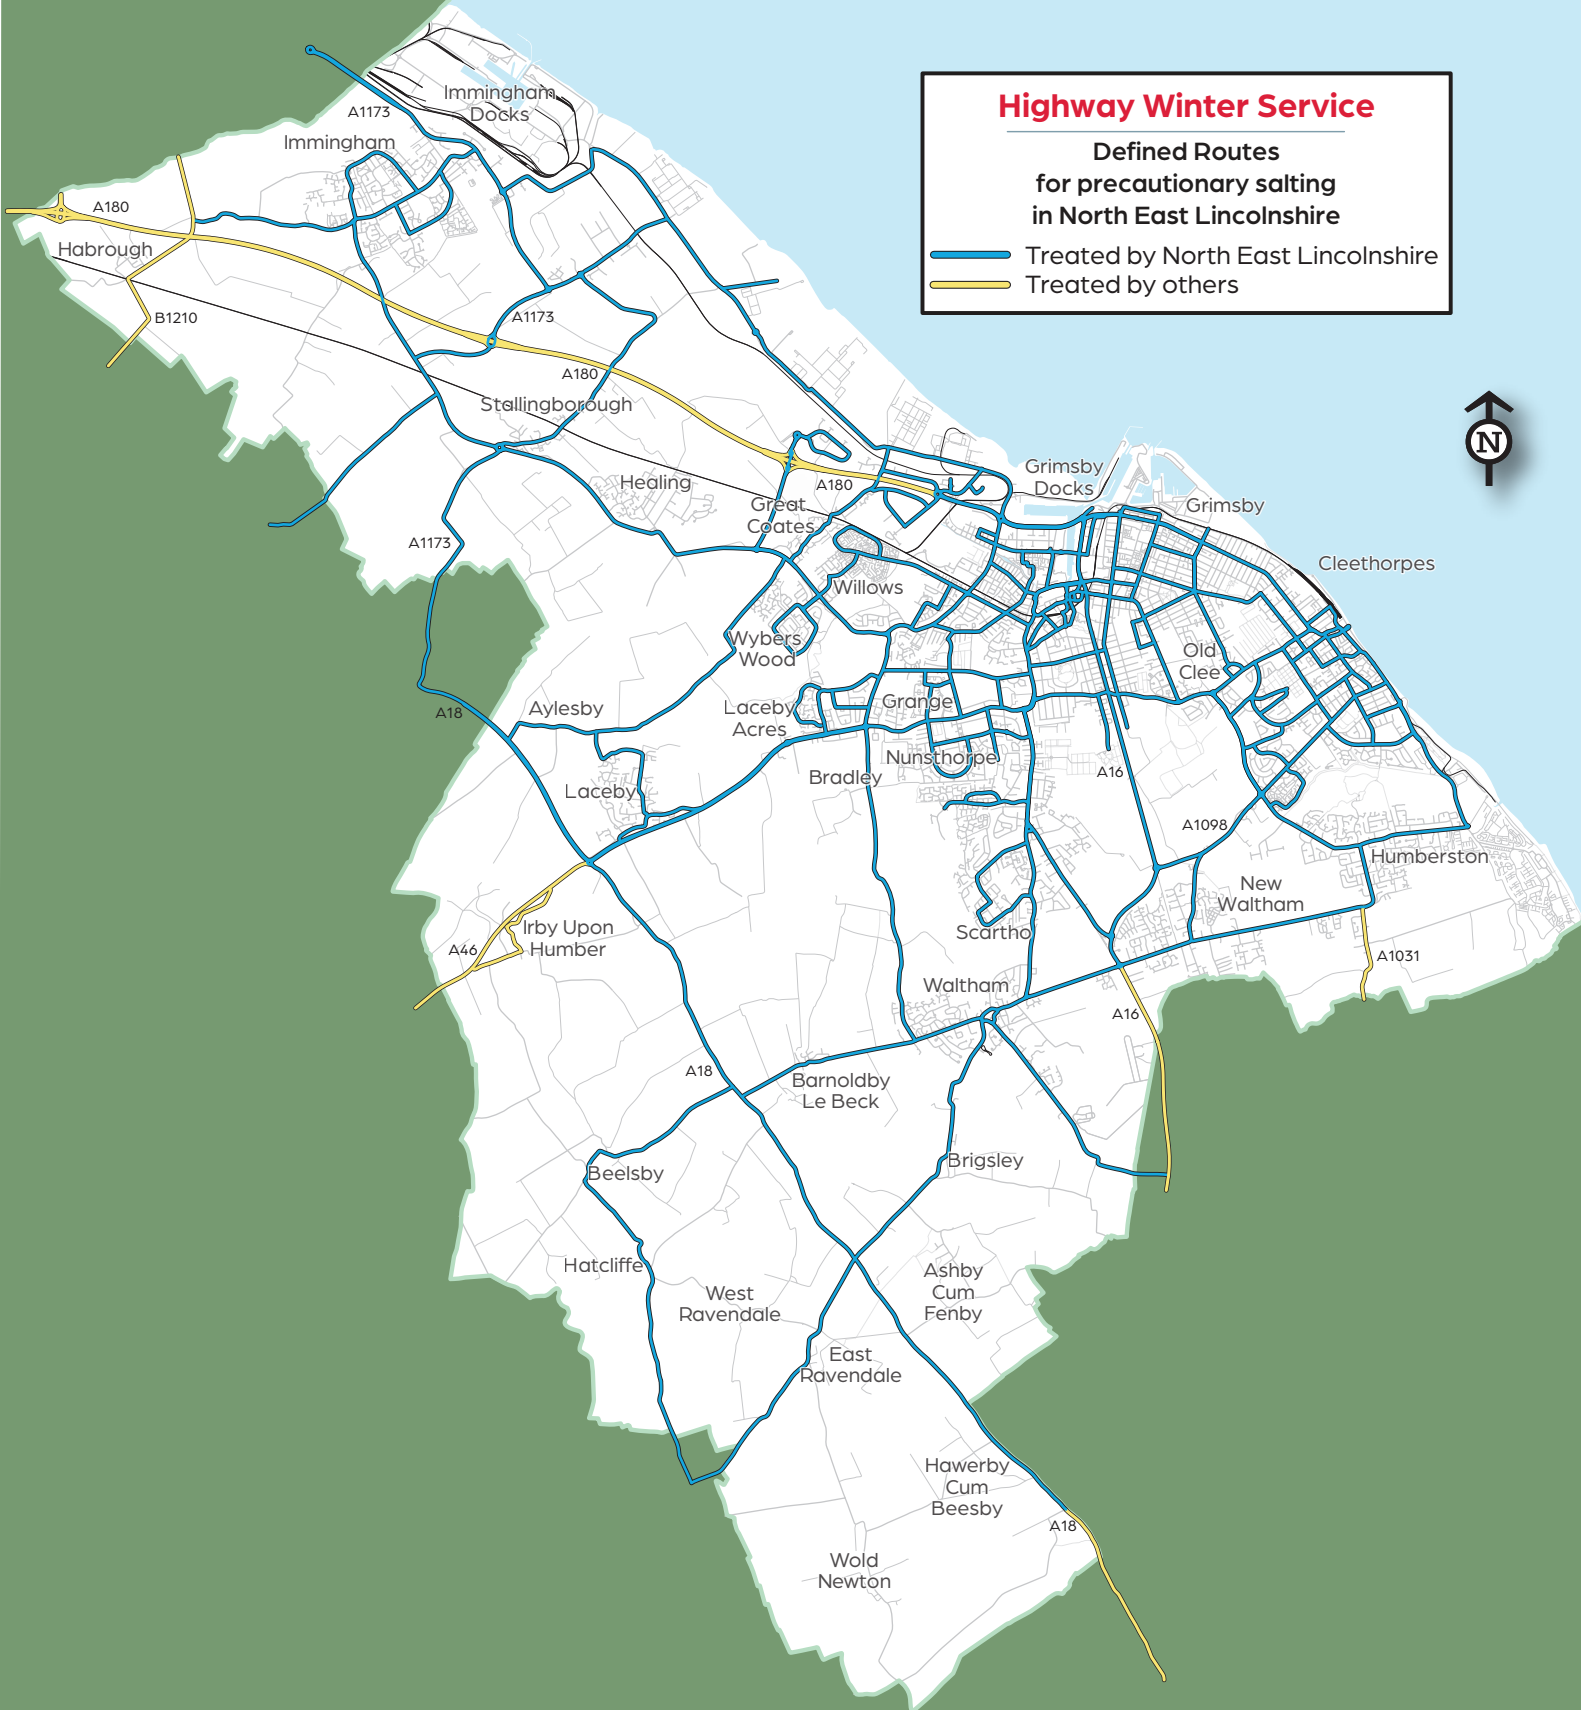 Highway Winter Service
Defined Routes
for precautionary salting
in North East Lincolnshire
Treated by North East Lincolnshire
Treated by others
N
Immingham
Docks
A1173
Immingham
A180
Habrough
B1210
A1173
A180
Stallingborough
Healing
A180
Great
Coates
Grimsby
Docks
Grimsby
Cleethorpes
A1173
Willows
Wybers
Wood
Old
Clee
A18
Aylesby
Laceby
Acres
Grange
Nunsthorpe
Bradley
A16
Laceby
A1098
Humberston
New
Waltham
Irby Upon
Humber
A46
Scartho
A1031
Waltham
A16
A18
Barnoldby
Le Beck
Beelsby
Brigsley
Hatcliffe
West
Ravendale
Ashby
Cum
Fenby
East
Ravendale
Hawerby
Cum
Beesby
A18
Wold
Newton